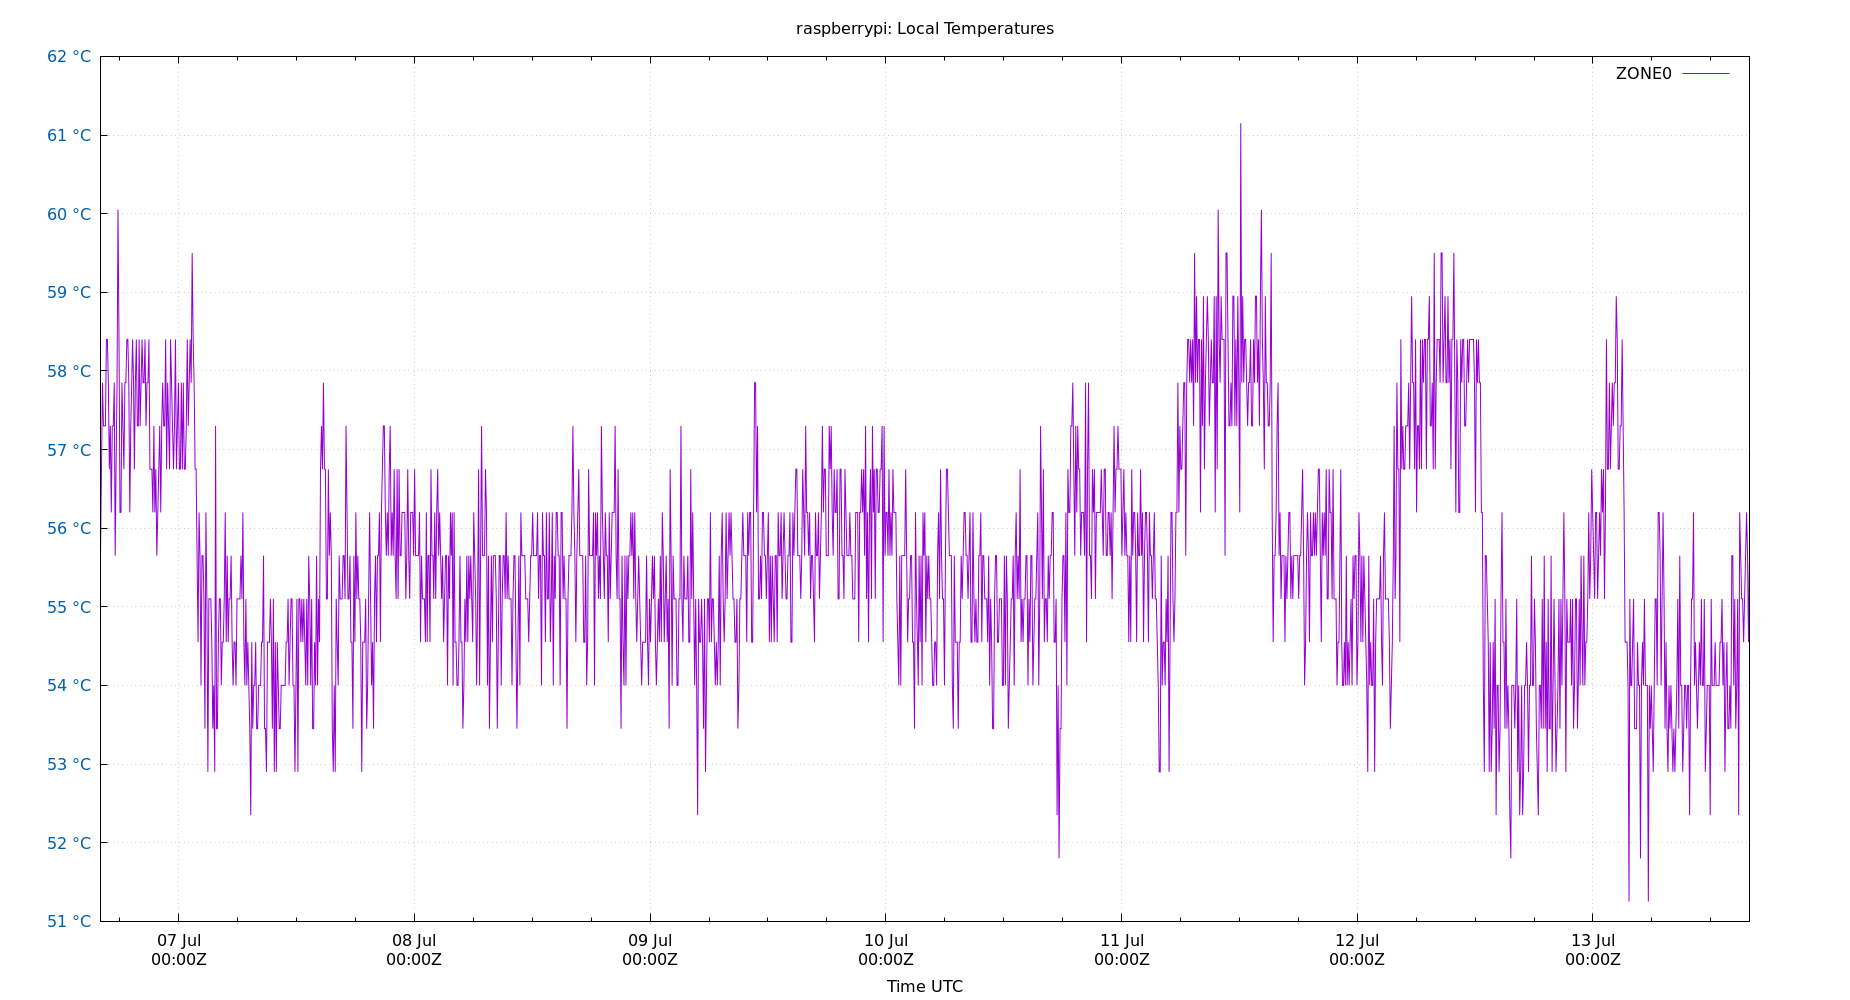 raspberrypi: Local Temperatures
62 °C
ZONE0
61 °C
60 °C
59 °C
58 °C
57 °C
56 °C
55 °C
54 °C
53 °C
52 °C
51 °C
07 Jul 08 Jul 09 Jul 10 Jul 11 Jul 12 Jul 13 Jul
00:00Z 00:00Z 00:00Z 00:00Z 00:00Z 00:00Z 00:00Z
Time UTC